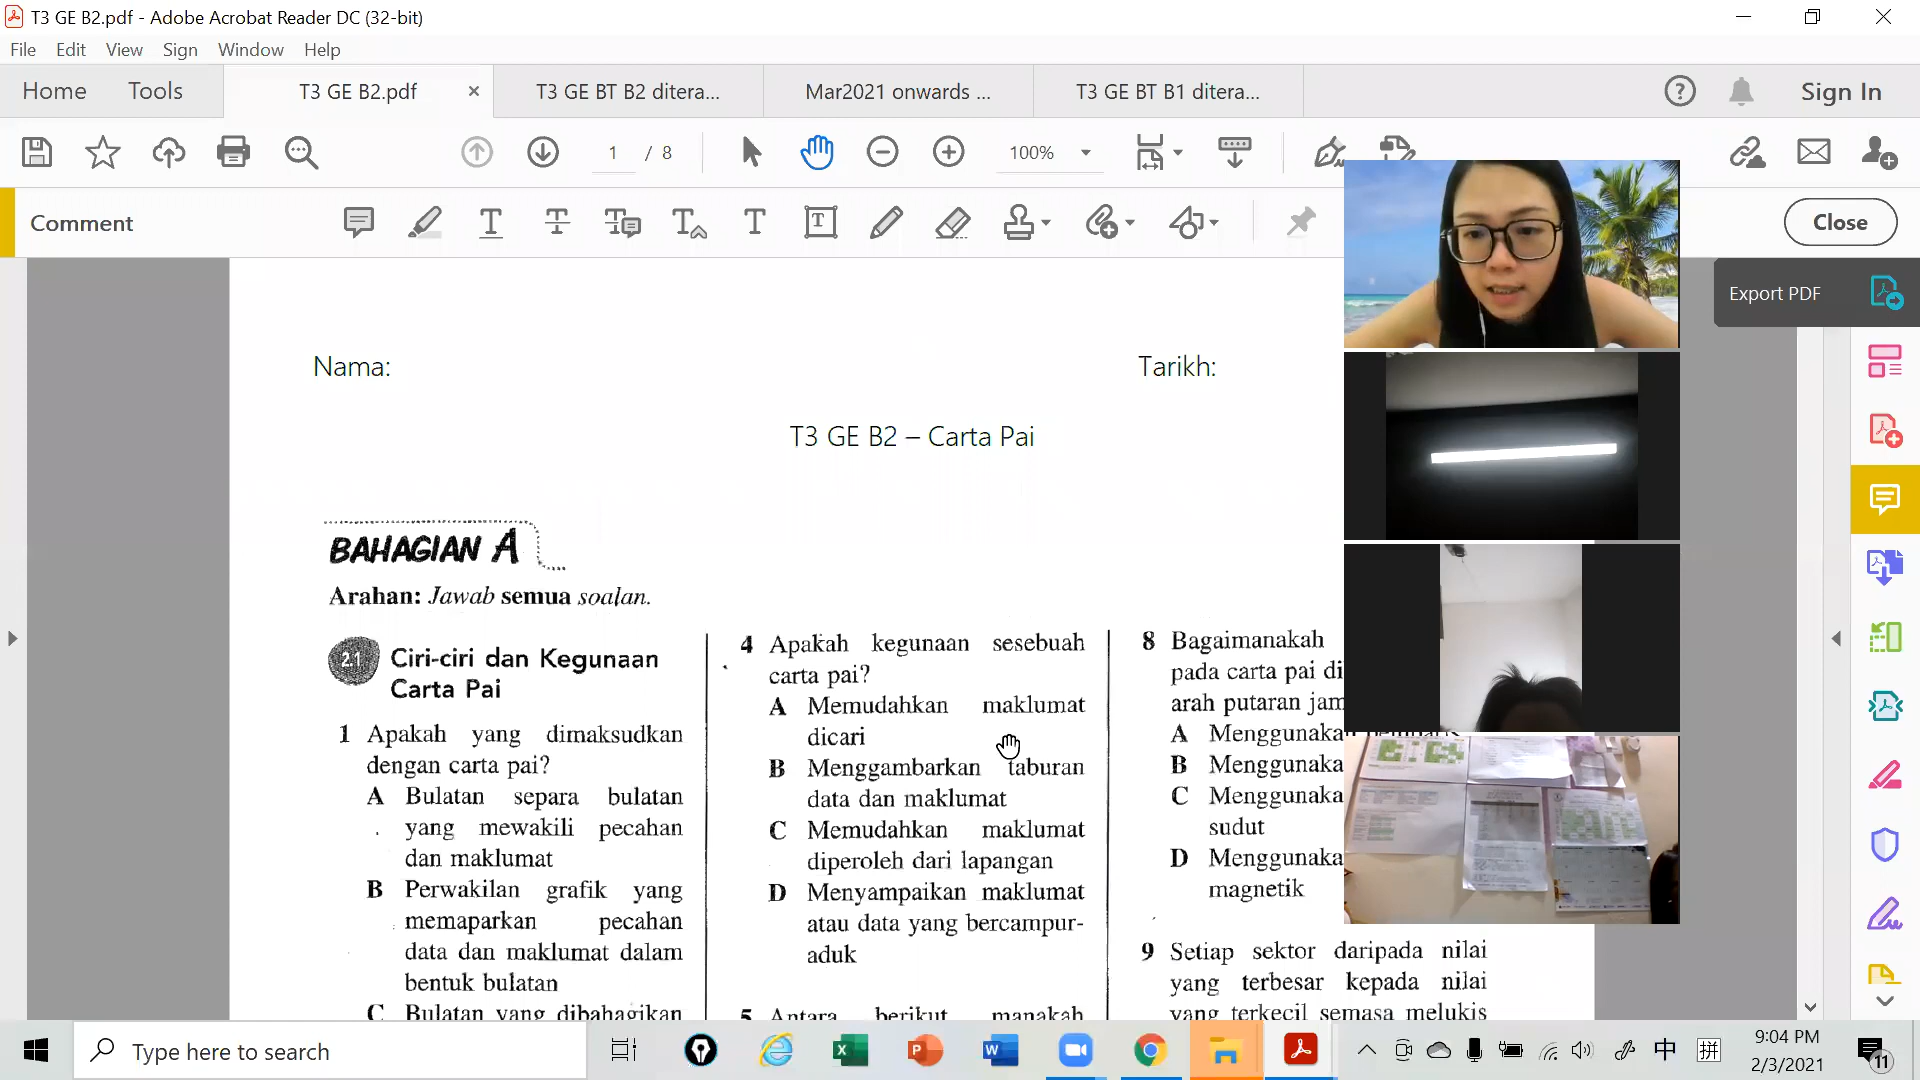 T3 GE B2.pdf - Adobe Acrobat Reader DC (32-bit)
File Edit View Sign Window Help
Home Tools T3 GE B2.pdf × T3 GE BT B2 ditera... Mar2021 onwards ... T3 GE BT B1 ditera... Sign In
1 / 8 100%
Comment Close
Export PDF
Nama: Tarikh:
T3 GE B2 – Carta Pai
BAHAGIAN A
Arahan: Jawab semua soalan.
2.1 Ciri-ciri dan Kegunaan
Carta Pai
1 Apakah yang dimaksudkan
dengan carta pai?
A Bulatan separa bulatan
yang mewakili pecahan
dan maklumat
B Perwakilan grafik yang
memaparkan pecahan
data dan maklumat dalam
bentuk bulatan
C Bulatan yang dibahagikan
4 Apakah kegunaan sesebuah
carta pai?
A Memudahkan maklumat
dicari
B Menggambarkan taburan
data dan maklumat
C Memudahkan maklumat
diperoleh dari lapangan
D Menyampaikan maklumat
atau data yang bercampur-
aduk
5 Antara berikut, manakah
8 Bagaimanakah
pada carta pai di
arah putaran jam
A Menggunakan
B Menggunaka
C Menggunaka
sudut
D Menggunaka
magnetik
9 Setiap sektor daripada nilai
yang terbesar kepada nilai
yang terkecil semasa melukis
Type here to search
中 拼
9:04 PM
2/3/2021
11